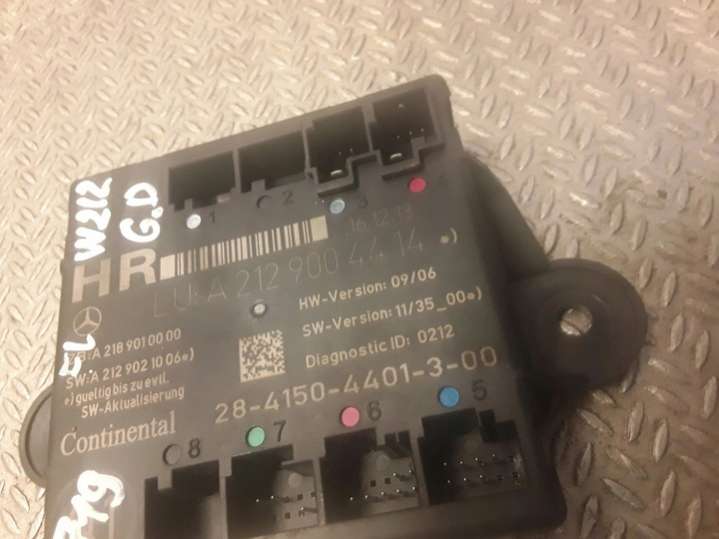 W212
G.D
1 2 3 4
HR
16.12.13
LU: A 212 900 44 14 *)
HW-Version: 09/06
SW-Version: 11/35_00*)
Diagnostic ID: 0212
A 218 901 00 00
SW:A 212 902 10 06*)
*) gueltig bis zu evtl.
SW-Aktualisierung
28-4150-4401-3-00
Continental
8 7 6 5